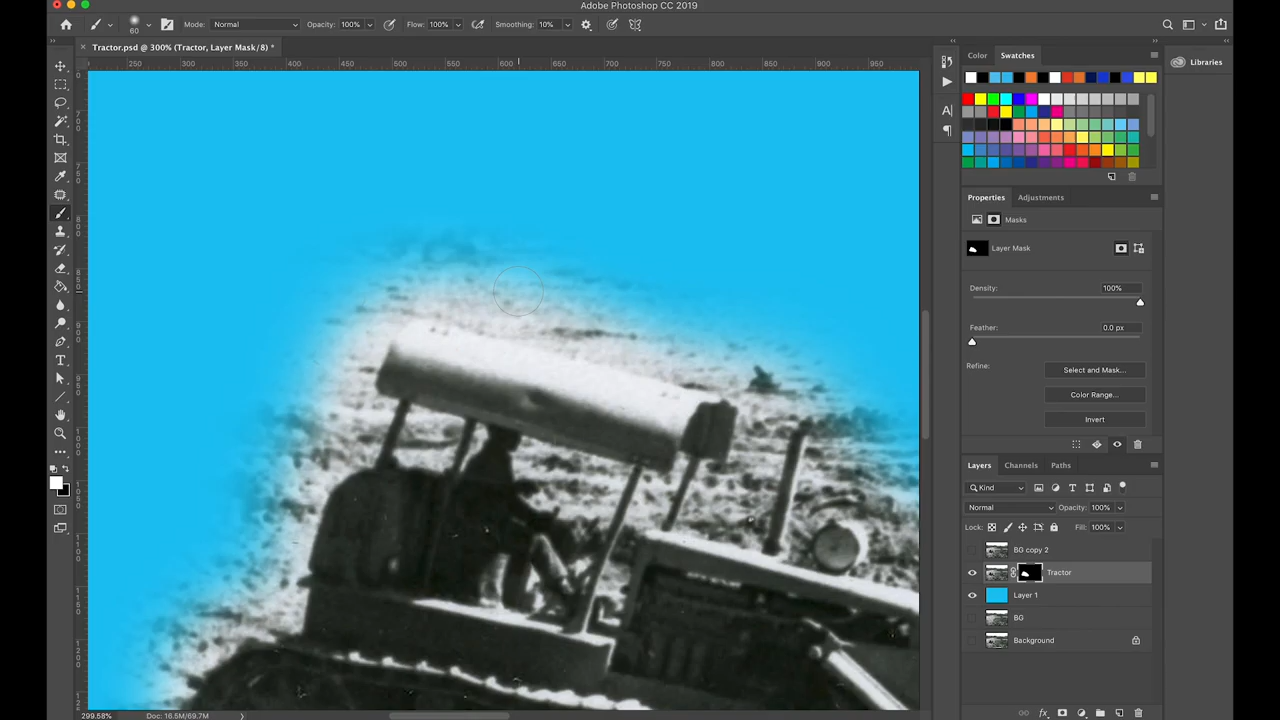 Adobe Photoshop CC 2019
60
Mode: Normal
Opacity: 100%
Flow: 100%
Smoothing: 10%
× Tractor.psd @ 300% (Tractor, Layer Mask/8) *
250 300 350 400 450 500 550 600 650 700 750 800 850 900 950
Color Swatches
Libraries
Properties Adjustments
Masks
Layer Mask
Density: 100%
Feather: 0.0 px
Refine: Select and Mask...
Color Range...
Invert
Layers Channels Paths
Kind
Normal Opacity: 100%
Lock: Fill: 100%
BG copy 2
Tractor
Layer 1
BG
Background
299.58% Doc: 16.5M/69.7M